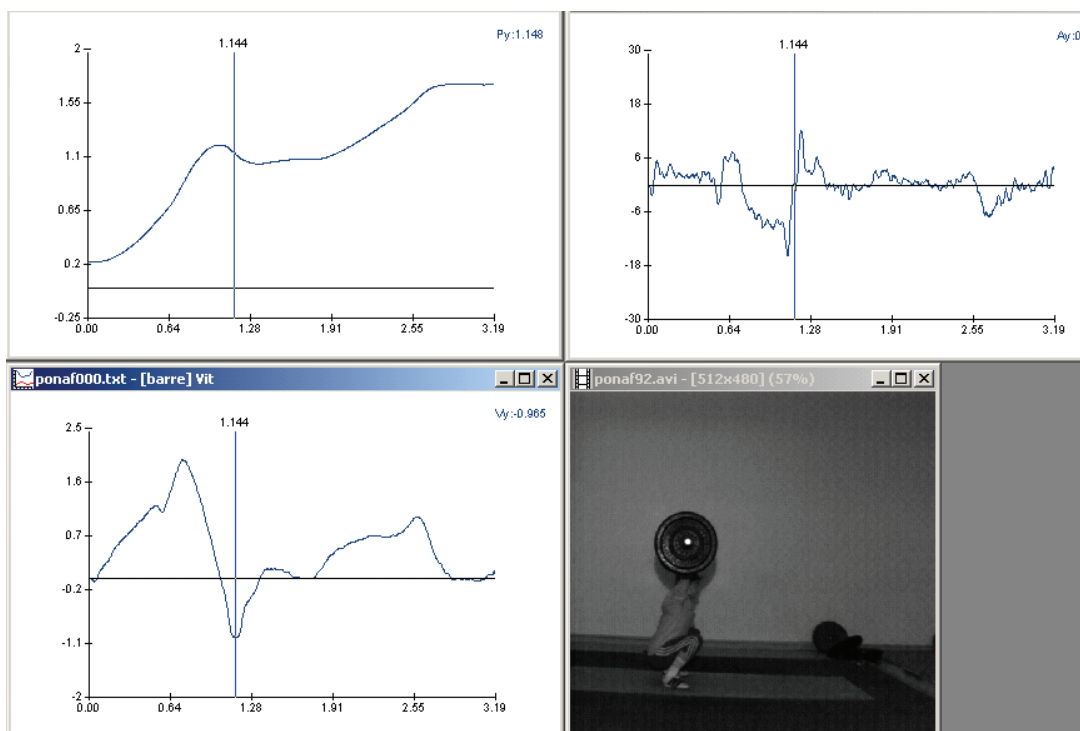 Py:1.148
1.144
2
1.55
1.1
0.65
0.2
-0.25
0.00 0.64 1.28 1.91 2.55 3.19
Ay:0
1.144
30
18
6
-6
-18
-30
0.00 0.64 1.28 1.91 2.55 3.19
ponaf000.txt - [barre] Vit
Vy:-0.965
1.144
2.5
1.6
0.7
-0.2
-1.1
-2
0.00 0.64 1.28 1.91 2.55 3.19
ponaf92.avi - [512x480] (57%)